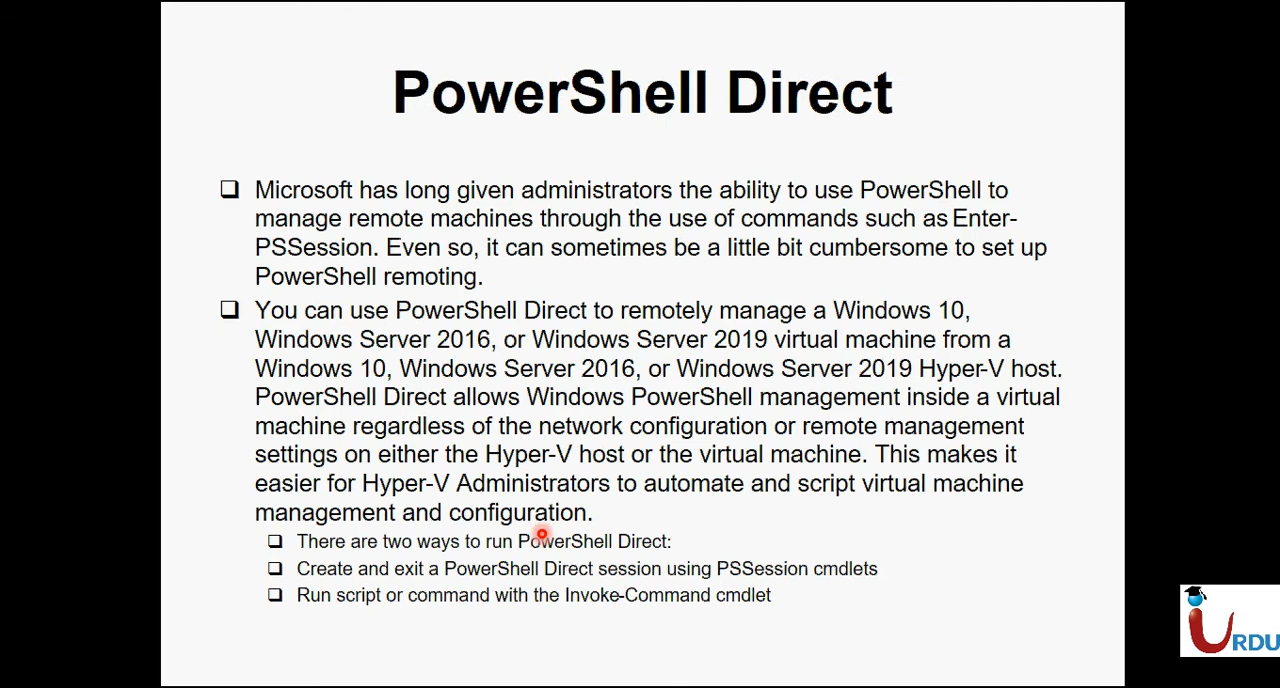 PowerShell Direct
❑ Microsoft has long given administrators the ability to use PowerShell to
manage remote machines through the use of commands such as Enter-
PSSession. Even so, it can sometimes be a little bit cumbersome to set up
PowerShell remoting.
❑ You can use PowerShell Direct to remotely manage a Windows 10,
Windows Server 2016, or Windows Server 2019 virtual machine from a
Windows 10, Windows Server 2016, or Windows Server 2019 Hyper-V host.
PowerShell Direct allows Windows PowerShell management inside a virtual
machine regardless of the network configuration or remote management
settings on either the Hyper-V host or the virtual machine. This makes it
easier for Hyper-V Administrators to automate and script virtual machine
management and configuration.
❑ There are two ways to run PowerShell Direct:
❑ Create and exit a PowerShell Direct session using PSSession cmdlets
❑ Run script or command with the Invoke-Command cmdlet
iURDU